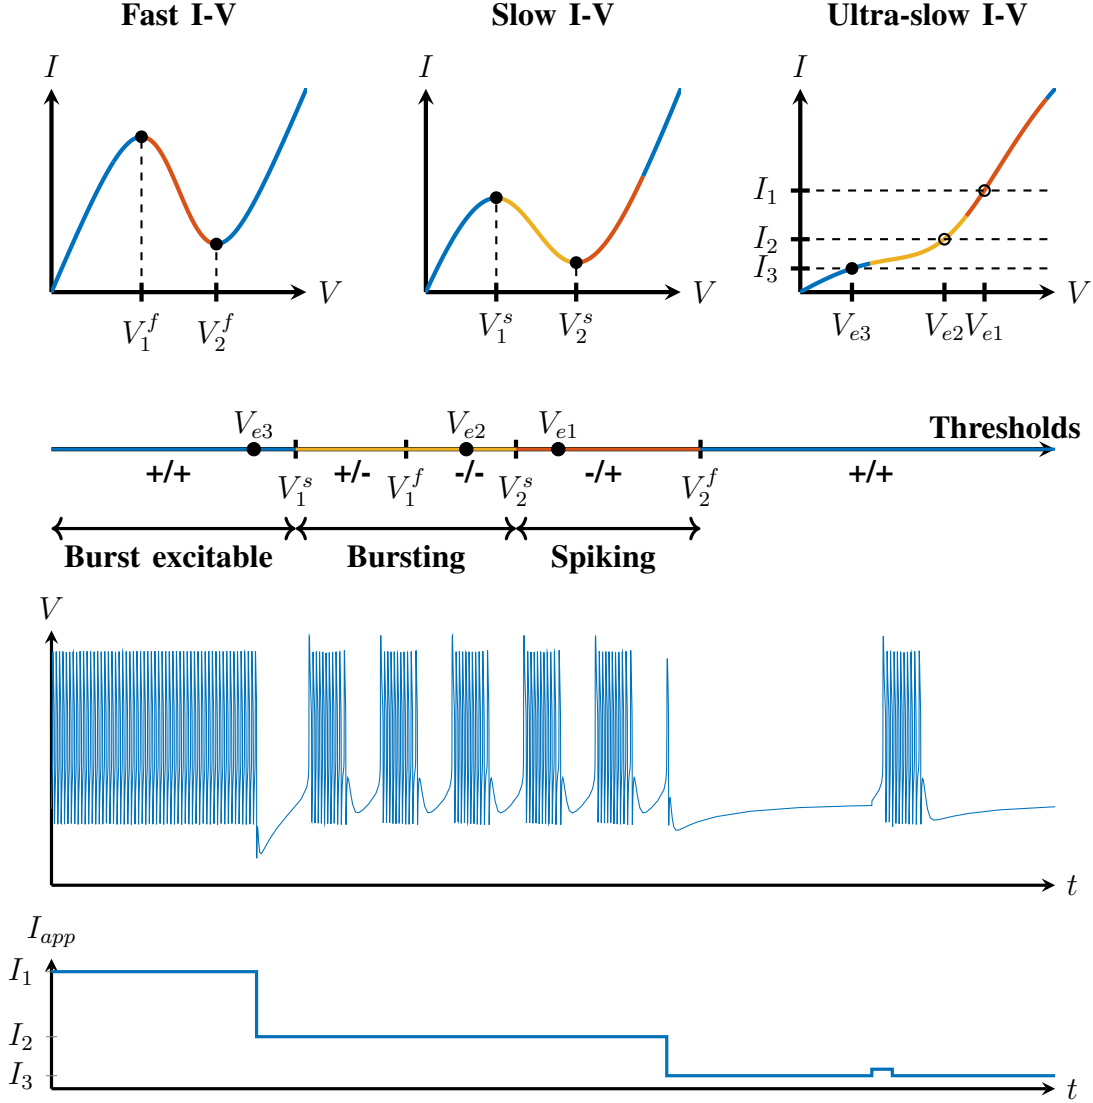 Fast I-V Slow I-V Ultra-slow I-V
I I I
I₁
I₂
I₃
V V V
V₁ᶠ V₂ᶠ V₁ˢ V₂ˢ Vₑ₃ Vₑ₂ Vₑ₁
Vₑ₃ Vₑ₂ Vₑ₁ Thresholds
+/+ +/- -/- -/+ +/+
V₁ˢ V₁ᶠ V₂ˢ V₂ᶠ
Burst excitable Bursting Spiking
V
t
I_app
I₁
I₂
I₃
t